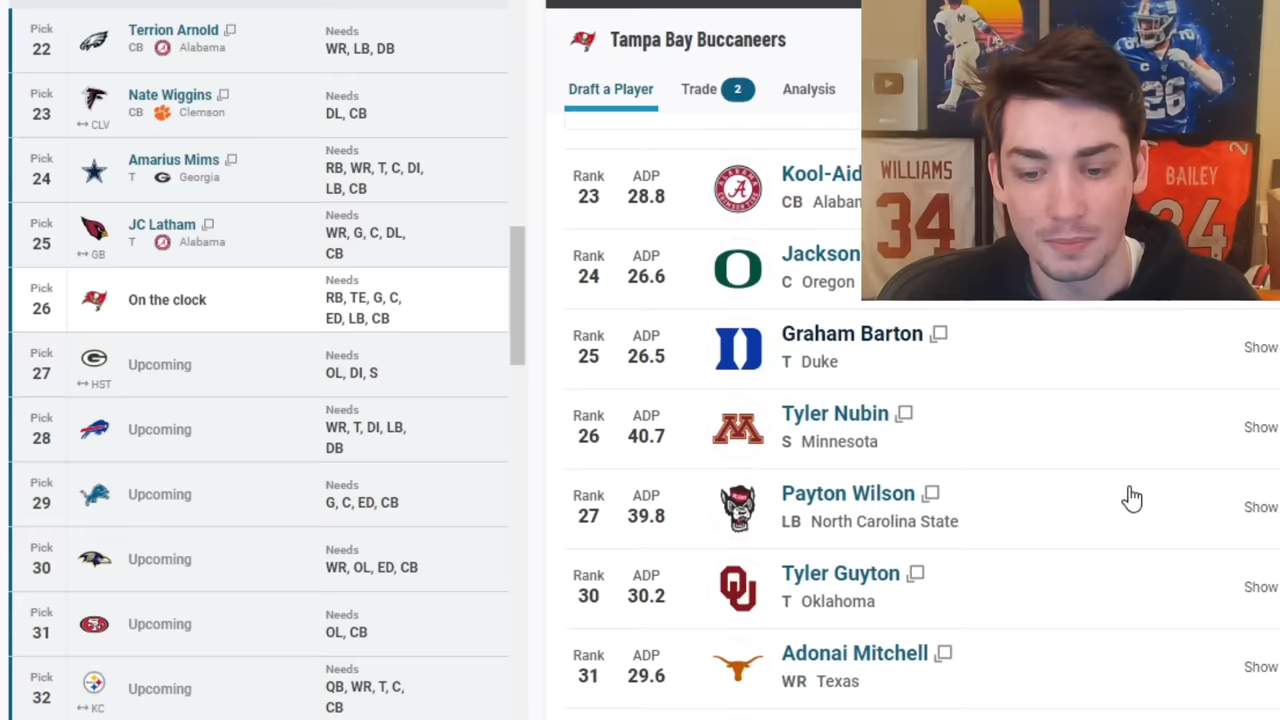 Pick
22
Terrion Arnold
CB Alabama
Needs
WR, LB, DB
Pick
23
CLV
Nate Wiggins
CB Clemson
Needs
DL, CB
Pick
24
Amarius Mims
T G Georgia
Needs
RB, WR, T, C, DI,
LB, CB
Pick
25
GB
JC Latham
T Alabama
Needs
WR, G, C, DL,
CB
Pick
26
On the clock
Needs
RB, TE, G, C,
ED, LB, CB
Pick
27
G
HST
Upcoming
Needs
OL, DI, S
Pick
28
Upcoming
Needs
WR, T, DI, LB,
DB
Pick
29
Upcoming
Needs
G, C, ED, CB
Pick
30
Upcoming
Needs
WR, OL, ED, CB
Pick
31
Upcoming
Needs
OL, CB
Pick
32
KC
Upcoming
Needs
QB, WR, T, C,
CB
Tampa Bay Buccaneers
Draft a Player
Trade 2
Analysis
Rank ADP
23 28.8
Kool-Aid
CB Alaban
Rank ADP
24 26.6
Jackson
C Oregon
Rank ADP
25 26.5
Graham Barton
T Duke
Show
Rank ADP
26 40.7
Tyler Nubin
S Minnesota
Show
Rank ADP
27 39.8
Payton Wilson
LB North Carolina State
Show
Rank ADP
30 30.2
OU
Tyler Guyton
T Oklahoma
Show
Rank ADP
31 29.6
Adonai Mitchell
WR Texas
Show
26
WILLIAMS
34
BAILEY
24
2